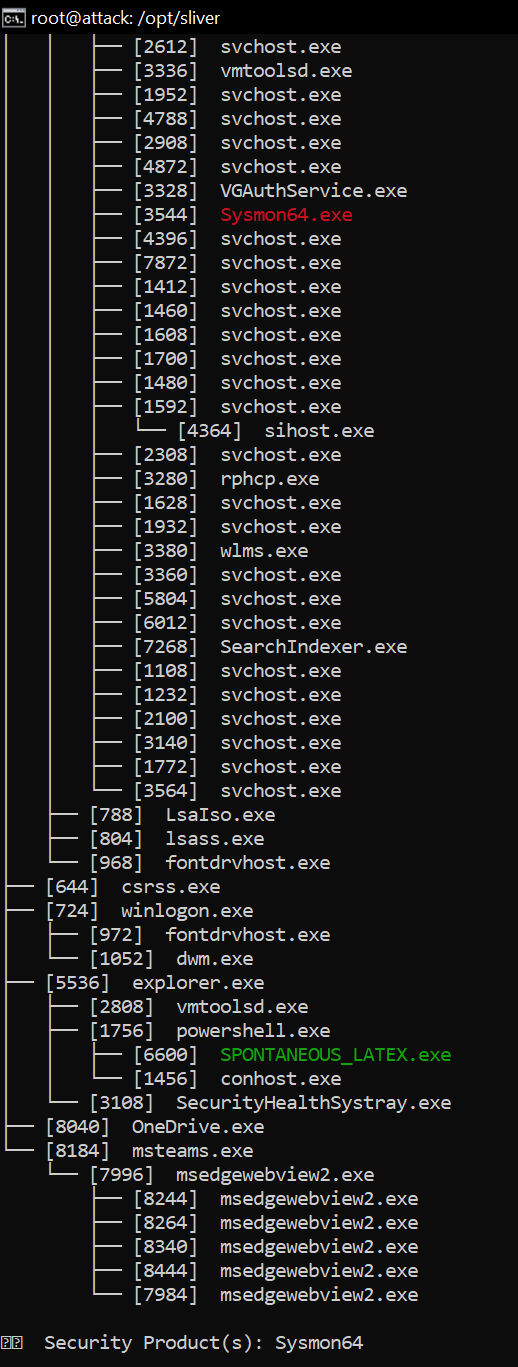 root@attack: /opt/sliver
[2612] svchost.exe
[3336] vmtoolsd.exe
[1952] svchost.exe
[4788] svchost.exe
[2908] svchost.exe
[4872] svchost.exe
[3328] VGAuthService.exe
[3544] Sysmon64.exe
[4396] svchost.exe
[7872] svchost.exe
[1412] svchost.exe
[1460] svchost.exe
[1608] svchost.exe
[1700] svchost.exe
[1480] svchost.exe
[1592] svchost.exe
[4364] sihost.exe
[2308] svchost.exe
[3280] rphcp.exe
[1628] svchost.exe
[1932] svchost.exe
[3380] wlms.exe
[3360] svchost.exe
[5804] svchost.exe
[6012] svchost.exe
[7268] SearchIndexer.exe
[1108] svchost.exe
[1232] svchost.exe
[2100] svchost.exe
[3140] svchost.exe
[1772] svchost.exe
[3564] svchost.exe
[788] LsaIso.exe
[804] lsass.exe
[968] fontdrvhost.exe
[644] csrss.exe
[724] winlogon.exe
[972] fontdrvhost.exe
[1052] dwm.exe
[5536] explorer.exe
[2808] vmtoolsd.exe
[1756] powershell.exe
[6600] SPONTANEOUS_LATEX.exe
[1456] conhost.exe
[3108] SecurityHealthSystray.exe
[8040] OneDrive.exe
[8184] msteams.exe
[7996] msedgewebview2.exe
[8244] msedgewebview2.exe
[8264] msedgewebview2.exe
[8340] msedgewebview2.exe
[8444] msedgewebview2.exe
[7984] msedgewebview2.exe
Security Product(s): Sysmon64